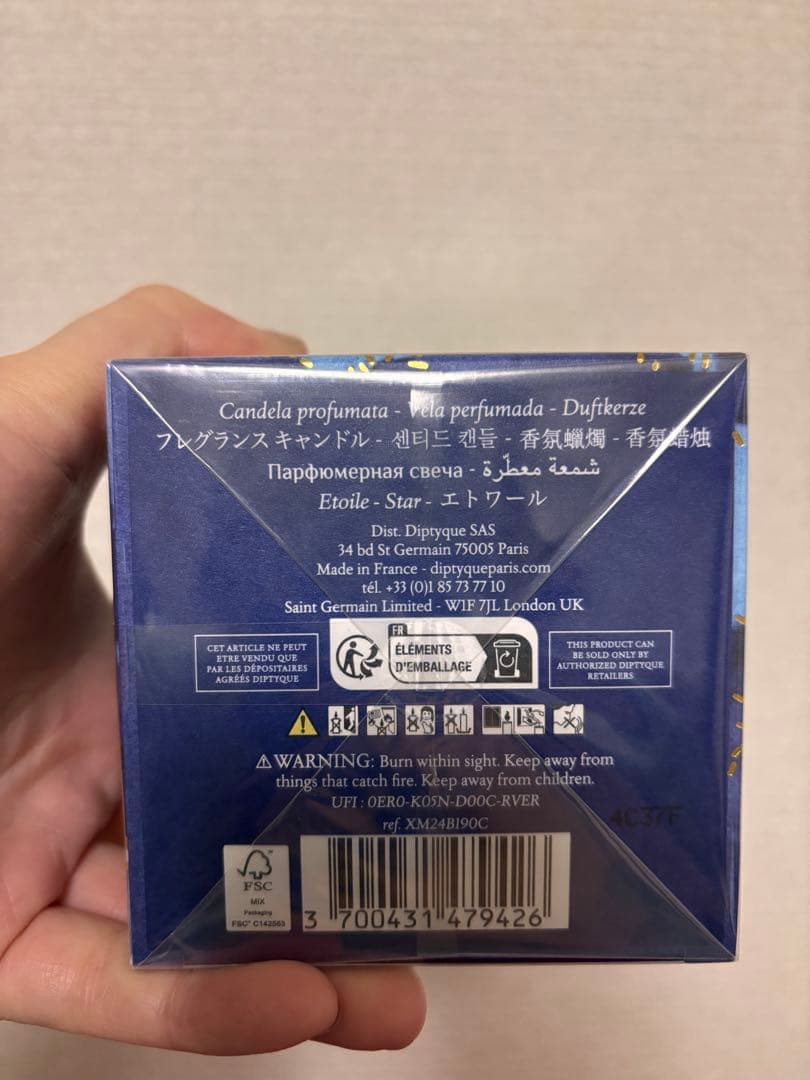 Candela profumata - Vela perfumada - Duftkerze
フレグランス キャンドル - 센티드 캔들 - 香氛蠟燭 - 香氛蜡烛
Парфюмерная свеча - شمعة معطّرة
Etoile - Star - エトワール
Dist. Diptyque SAS
34 bd St Germain 75005 Paris
Made in France - diptyqueparis.com
tél. +33 (0)1 85 73 77 10
Saint Germain Limited - W1F 7JL London UK
CET ARTICLE NE PEUT
ETRE VENDU QUE
PAR LES DÉPOSITAIRES
AGRÉÉS DIPTYQUE
FR
ÉLÉMENTS
D'EMBALLAGE
THIS PRODUCT CAN
BE SOLD ONLY BY
AUTHORIZED DIPTYQUE
RETAILERS
WARNING: Burn within sight. Keep away from
things that catch fire. Keep away from children.
UFI : 0ER0-K05N-D00C-RVER
ref. XM24B190C
4C37F
FSC
MIX
Packaging
FSC® C142563
3 700431 479426